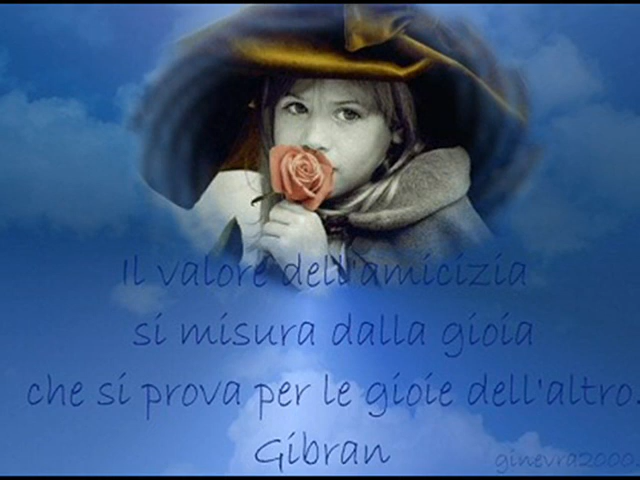 Il valore dell'amicizia
si misura dalla gioia
che si prova per le gioie dell'altro.
Gibran
ginevra2000